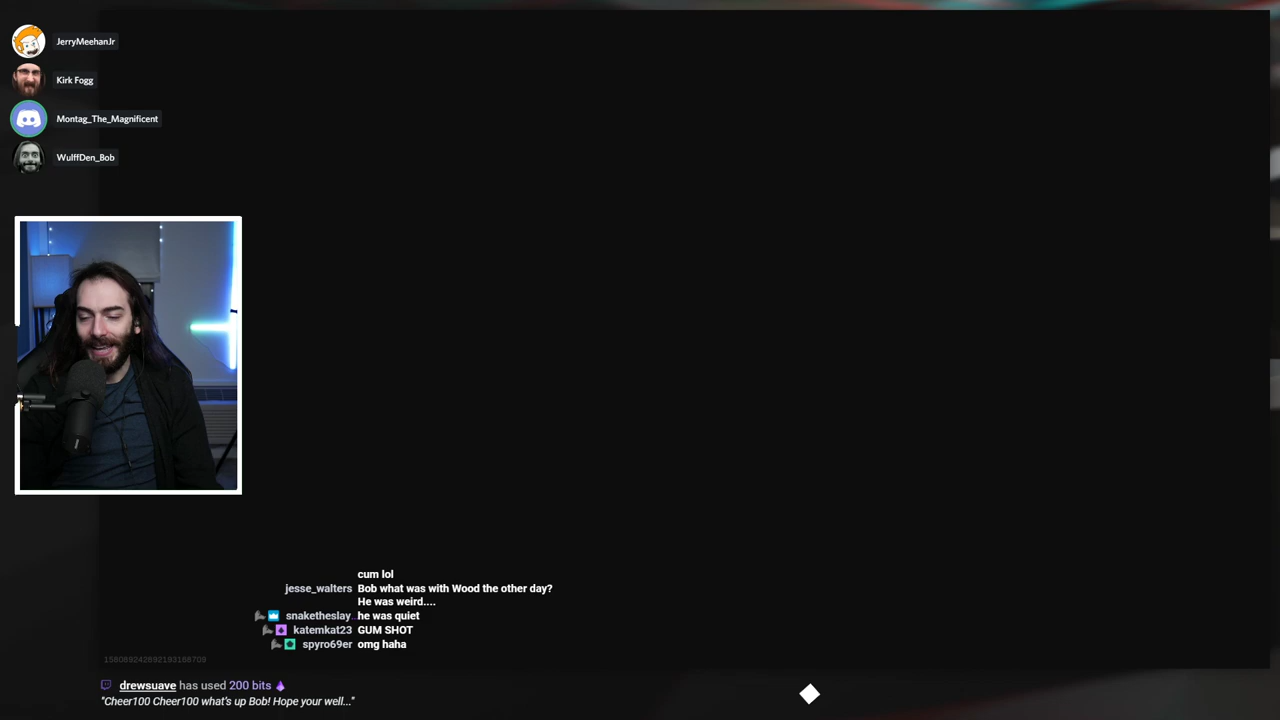 JerryMeehanJr
Kirk Fogg
Montag_The_Magnificent
WulffDen_Bob
cum lol
jesse_walters Bob what was with Wood the other day?
He was weird....
snaketheslay... he was quiet
katemkat23 GUM SHOT
spyro69er omg haha
158089242892193188709
drewsuave has used 200 bits
"Cheer100 Cheer100 what's up Bob! Hope your well..."